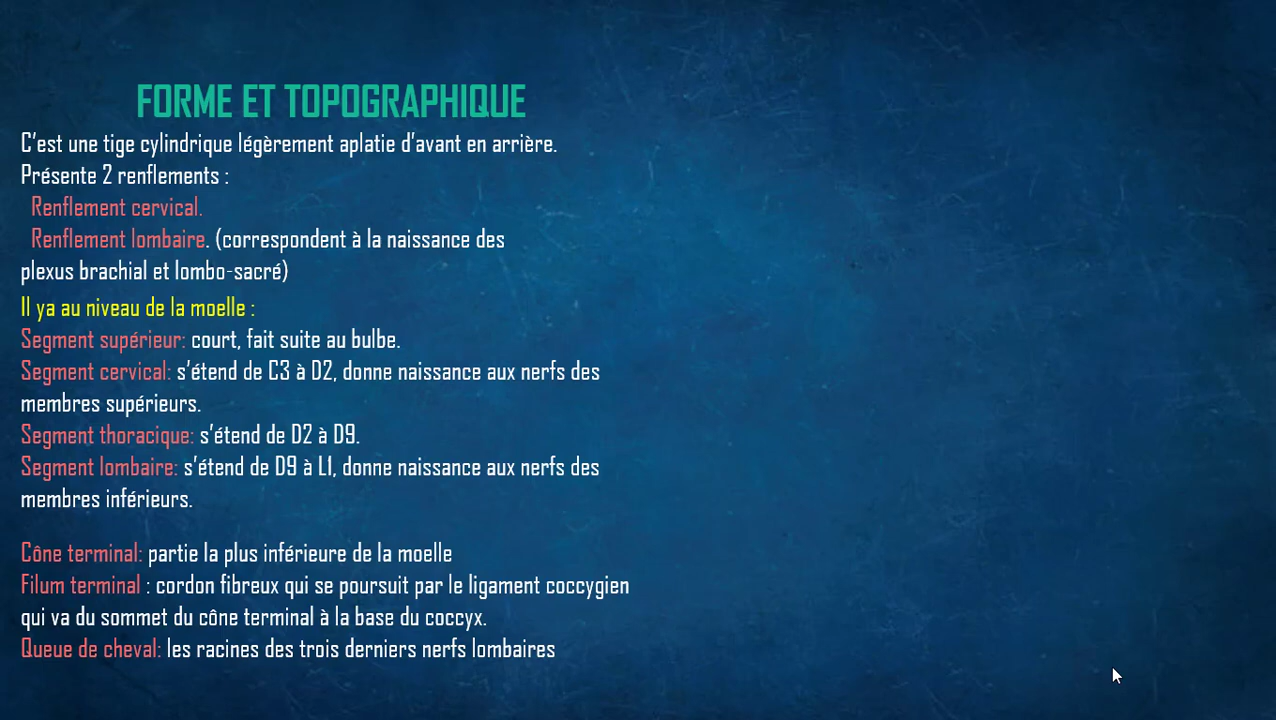 FORME ET TOPOGRAPHIQUE
C'est une tige cylindrique légèrement aplatie d'avant en arrière.
Présente 2 renflements :
Renflement cervical.
Renflement lombaire. (correspondent à la naissance des
plexus brachial et lombo-sacré)
Il ya au niveau de la moelle :
Segment supérieur: court, fait suite au bulbe.
Segment cervical: s'étend de C3 à D2, donne naissance aux nerfs des
membres supérieurs.
Segment thoracique: s'étend de D2 à D9.
Segment lombaire: s'étend de D9 à L1, donne naissance aux nerfs des
membres inférieurs.
Cône terminal: partie la plus inférieure de la moelle
Filum terminal : cordon fibreux qui se poursuit par le ligament coccygien
qui va du sommet du cône terminal à la base du coccyx.
Queue de cheval: les racines des trois derniers nerfs lombaires